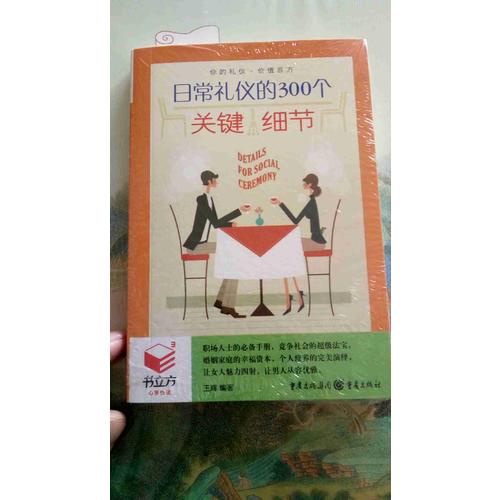 你的礼仪·价值百万
日常礼仪的300个
关键细节
DETAILS
FOR SOCIAL
CEREMONY
职场人士的必备手册,竞争社会的超级法宝。
婚姻家庭的幸福资本,个人修养的完美演绎。
让女人魅力四射,让男人从容优雅。
王辉 编著
3
书立方
重庆出版集团 重庆出版社